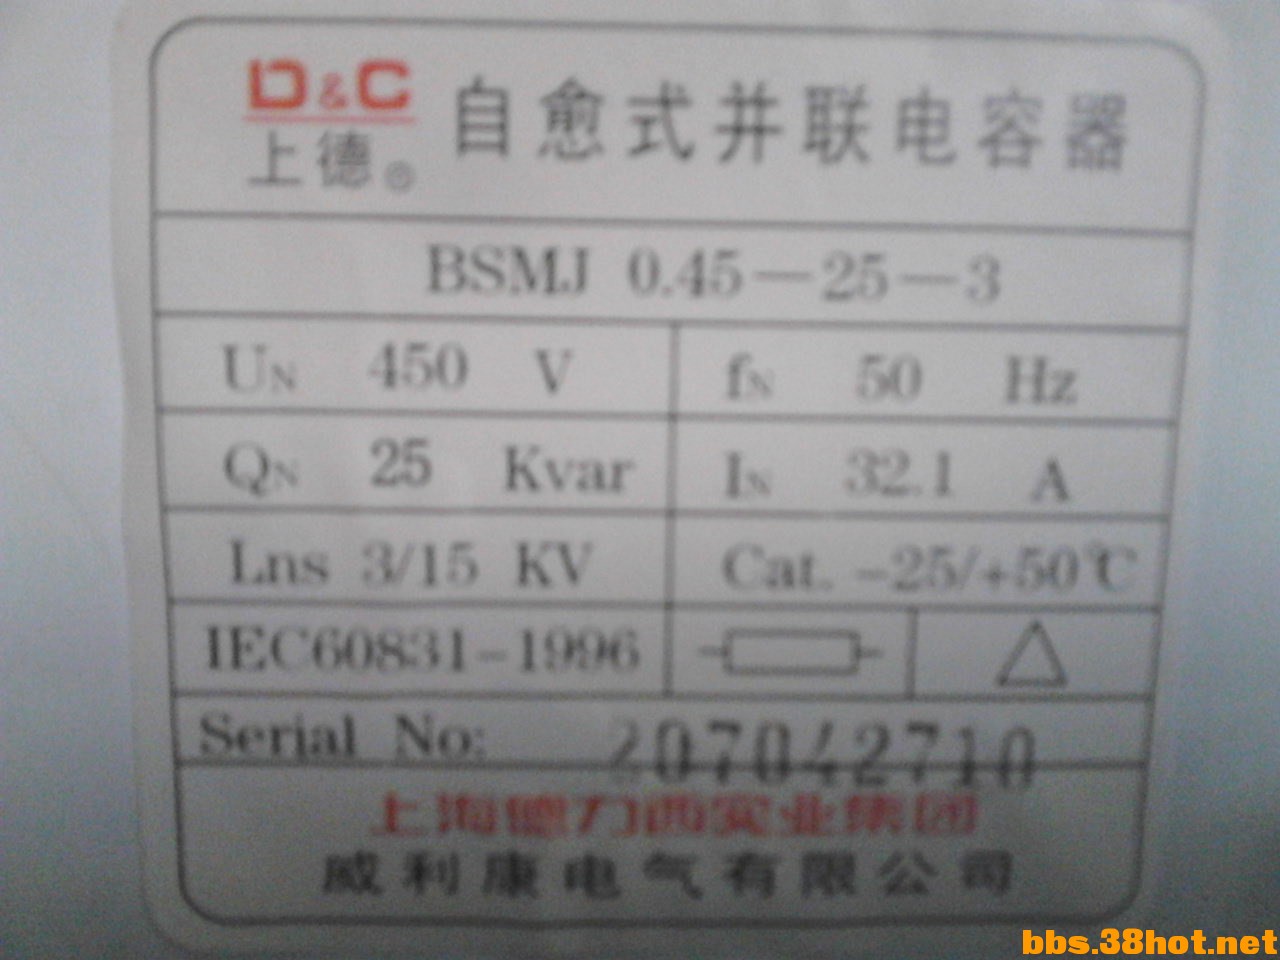 D&C 自愈式并联电容器
上德®
BSMJ 0.45-25-3
UN 450 V fN 50 Hz
QN 25 Kvar IN 32.1 A
Lns 3/15 KV Cat. -25/+50℃
IEC60831-1996
Serial No: 207042710
上海德力西实业集团
威利康电气有限公司
bbs.38hot.net